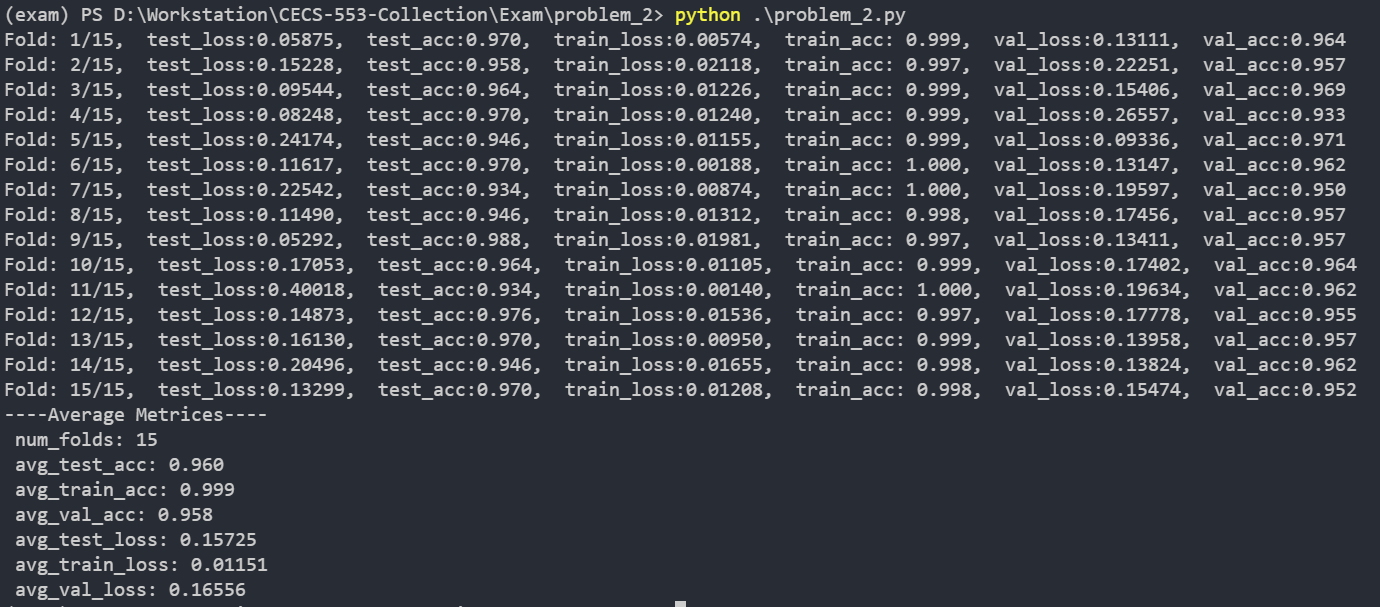 (exam) PS D:\Workstation\CECS-553-Collection\Exam\problem_2> python .\problem_2.py
Fold: 1/15,  test_loss:0.05875,  test_acc:0.970,  train_loss:0.00574,  train_acc: 0.999,  val_loss:0.13111,  val_acc:0.964
Fold: 2/15,  test_loss:0.15228,  test_acc:0.958,  train_loss:0.02118,  train_acc: 0.997,  val_loss:0.22251,  val_acc:0.957
Fold: 3/15,  test_loss:0.09544,  test_acc:0.964,  train_loss:0.01226,  train_acc: 0.999,  val_loss:0.15406,  val_acc:0.969
Fold: 4/15,  test_loss:0.08248,  test_acc:0.970,  train_loss:0.01240,  train_acc: 0.999,  val_loss:0.26557,  val_acc:0.933
Fold: 5/15,  test_loss:0.24174,  test_acc:0.946,  train_loss:0.01155,  train_acc: 0.999,  val_loss:0.09336,  val_acc:0.971
Fold: 6/15,  test_loss:0.11617,  test_acc:0.970,  train_loss:0.00188,  train_acc: 1.000,  val_loss:0.13147,  val_acc:0.962
Fold: 7/15,  test_loss:0.22542,  test_acc:0.934,  train_loss:0.00874,  train_acc: 1.000,  val_loss:0.19597,  val_acc:0.950
Fold: 8/15,  test_loss:0.11490,  test_acc:0.946,  train_loss:0.01312,  train_acc: 0.998,  val_loss:0.17456,  val_acc:0.957
Fold: 9/15,  test_loss:0.05292,  test_acc:0.988,  train_loss:0.01981,  train_acc: 0.997,  val_loss:0.13411,  val_acc:0.957
Fold: 10/15,  test_loss:0.17053,  test_acc:0.964,  train_loss:0.01105,  train_acc: 0.999,  val_loss:0.17402,  val_acc:0.964
Fold: 11/15,  test_loss:0.40018,  test_acc:0.934,  train_loss:0.00140,  train_acc: 1.000,  val_loss:0.19634,  val_acc:0.962
Fold: 12/15,  test_loss:0.14873,  test_acc:0.976,  train_loss:0.01536,  train_acc: 0.997,  val_loss:0.17778,  val_acc:0.955
Fold: 13/15,  test_loss:0.16130,  test_acc:0.970,  train_loss:0.00950,  train_acc: 0.999,  val_loss:0.13958,  val_acc:0.957
Fold: 14/15,  test_loss:0.20496,  test_acc:0.946,  train_loss:0.01655,  train_acc: 0.998,  val_loss:0.13824,  val_acc:0.962
Fold: 15/15,  test_loss:0.13299,  test_acc:0.970,  train_loss:0.01208,  train_acc: 0.998,  val_loss:0.15474,  val_acc:0.952
----Average Metrices----
 num_folds: 15
 avg_test_acc: 0.960
 avg_train_acc: 0.999
 avg_val_acc: 0.958
 avg_test_loss: 0.15725
 avg_train_loss: 0.01151
 avg_val_loss: 0.16556